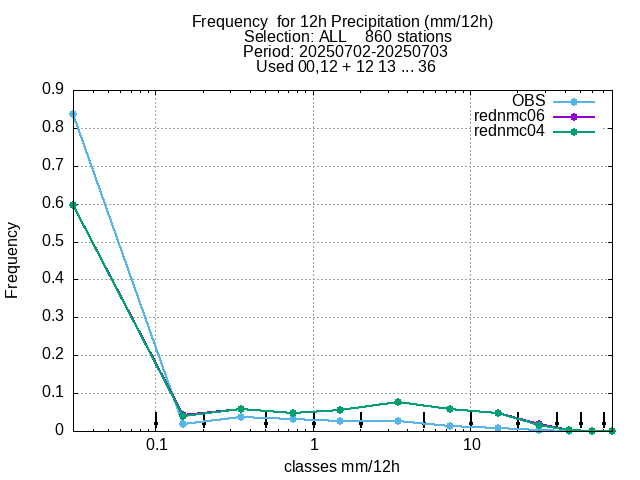 Frequency  for 12h Precipitation (mm/12h)
Selection: ALL    860 stations
Period: 20250702-20250703
Used 00,12 + 12 13 ... 36
OBS
rednmc06
rednmc04
Frequency
0.9
0.8
0.7
0.6
0.5
0.4
0.3
0.2
0.1
0
0.1 1 10
classes mm/12h